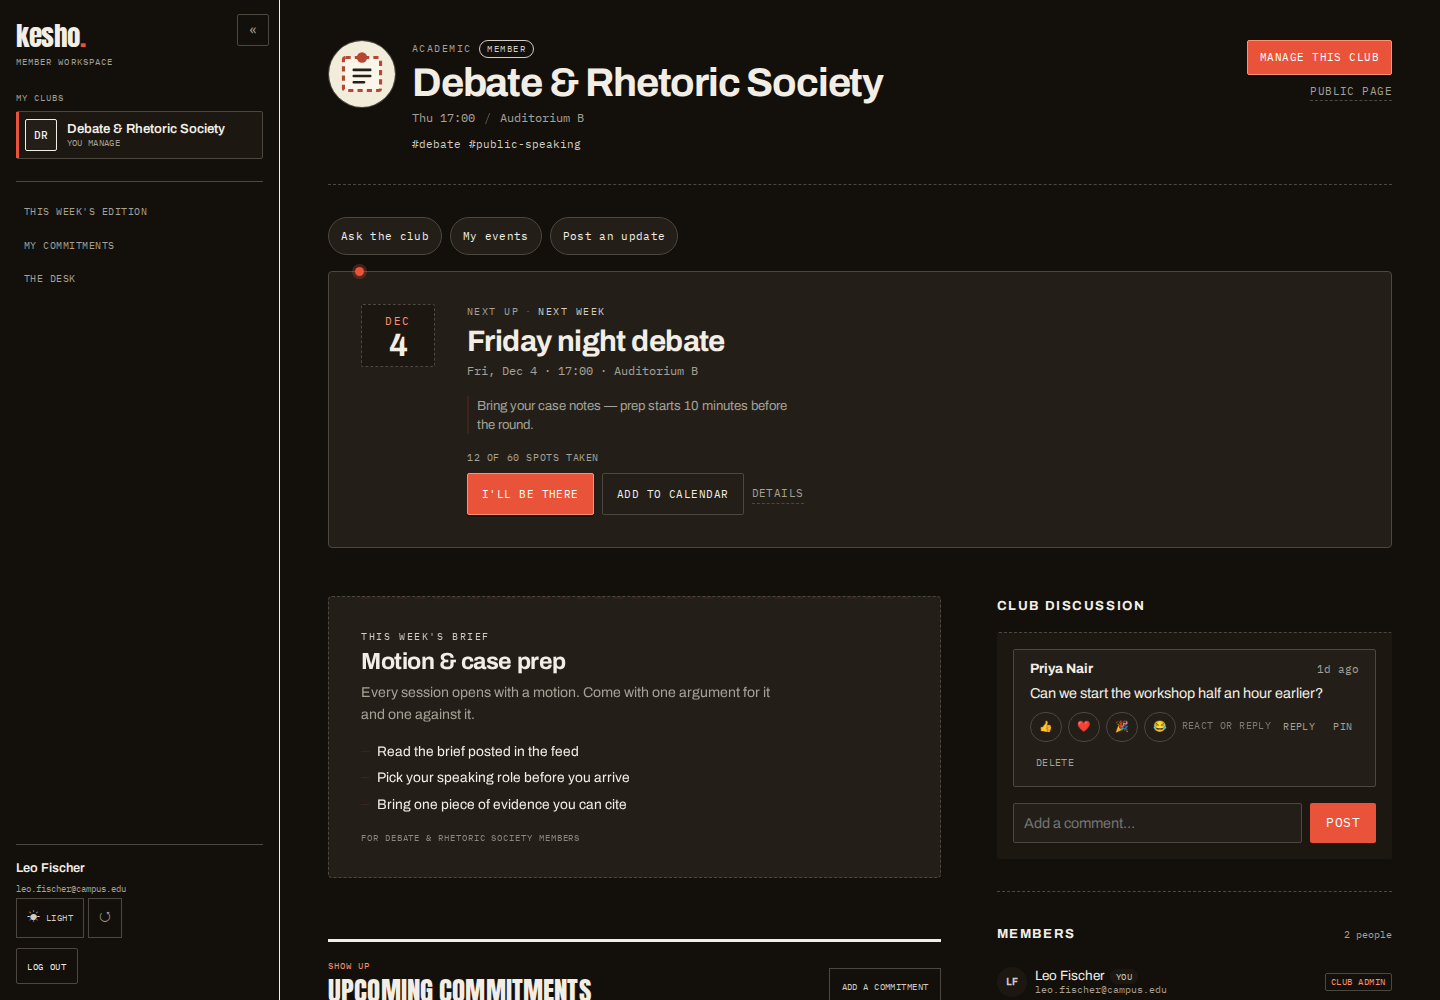 kesho.
«
MEMBER WORKSPACE
MY CLUBS
DR
Debate & Rhetoric Society
YOU MANAGE
THIS WEEK'S EDITION
MY COMMITMENTS
THE DESK
Leo Fischer
leo.fischer@campus.edu
LIGHT
LOG OUT
ACADEMIC MEMBER
Debate & Rhetoric Society
Thu 17:00 / Auditorium B
#debate #public-speaking
MANAGE THIS CLUB
PUBLIC PAGE
Ask the club
My events
Post an update
DEC
4
NEXT UP · NEXT WEEK
Friday night debate
Fri, Dec 4 · 17:00 · Auditorium B
Bring your case notes — prep starts 10 minutes before
the round.
12 OF 60 SPOTS TAKEN
I'LL BE THERE
ADD TO CALENDAR
DETAILS
THIS WEEK'S BRIEF
Motion & case prep
Every session opens with a motion. Come with one argument for it
and one against it.
— Read the brief posted in the feed
— Pick your speaking role before you arrive
— Bring one piece of evidence you can cite
FOR DEBATE & RHETORIC SOCIETY MEMBERS
SHOW UP
UPCOMING COMMITMENTS
ADD A COMMITMENT
CLUB DISCUSSION
Priya Nair
1d ago
Can we start the workshop half an hour earlier?
👍 ❤️ 🎉 😂 REACT OR REPLY REPLY PIN
DELETE
Add a comment...
POST
MEMBERS
2 people
LF
Leo Fischer YOU
leo.fischer@campus.edu
CLUB ADMIN